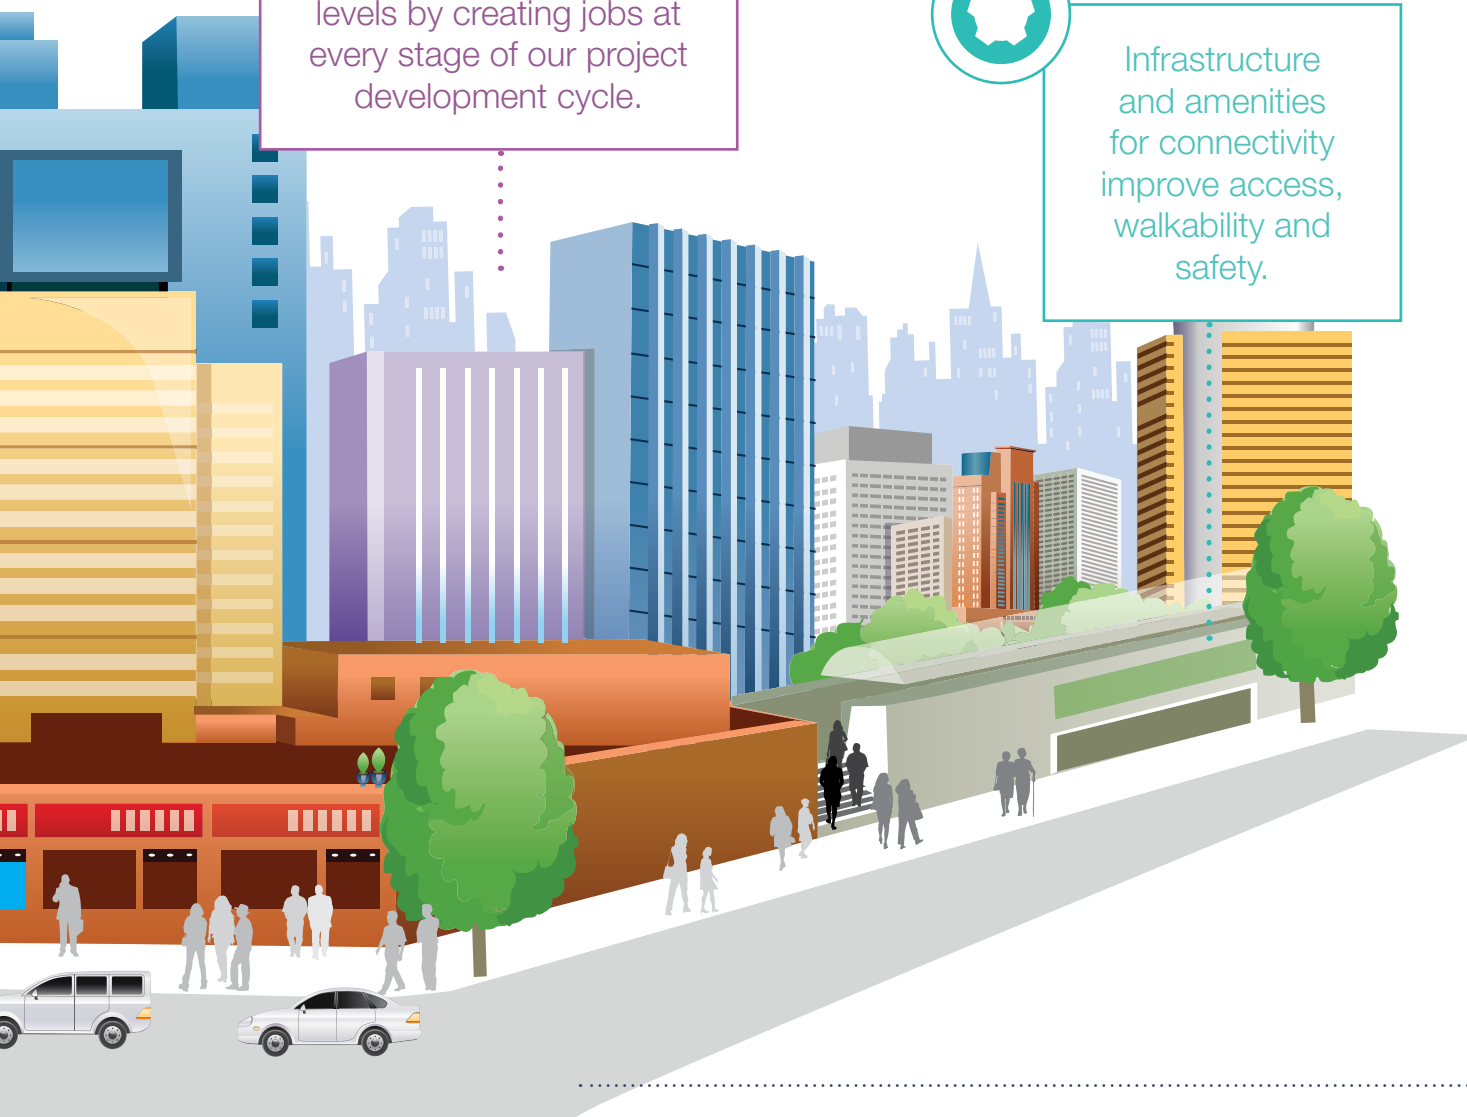 levels by creating jobs at
every stage of our project
development cycle.
Infrastructure
and amenities
for connectivity
improve access,
walkability and
safety.